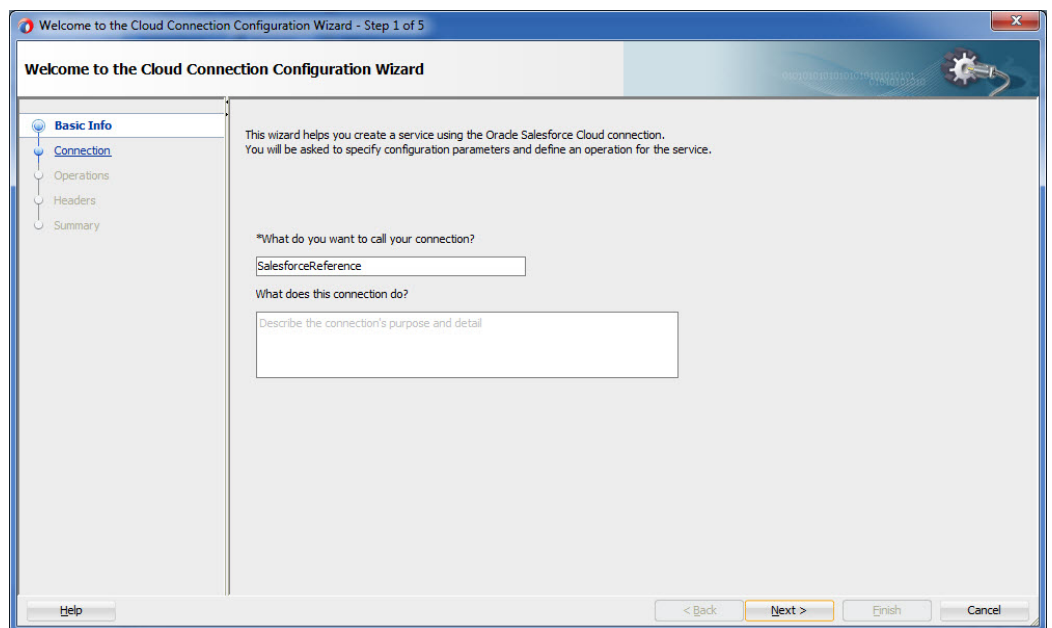 Welcome to the Cloud Connection Configuration Wizard - Step 1 of 5
Welcome to the Cloud Connection Configuration Wizard
Basic Info
Connection
Operations
Headers
Summary
This wizard helps you create a service using the Oracle Salesforce Cloud connection.
You will be asked to specify configuration parameters and define an operation for the service.
*What do you want to call your connection?
SalesforceReference
What does this connection do?
Describe the connection's purpose and detail
Help
< Back
Next >
Finish
Cancel